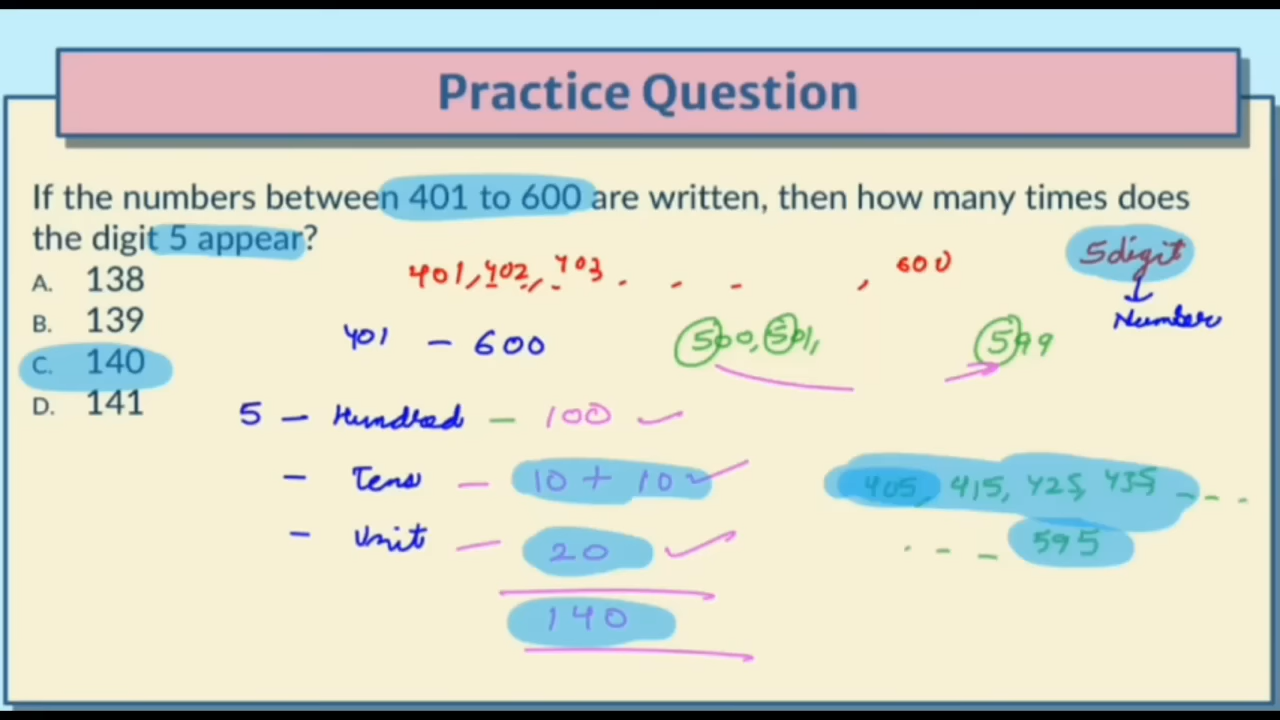 Practice Question
If the numbers between 401 to 600 are written, then how many times does
the digit 5 appear?
A. 138
B. 139
C. 140
D. 141
401, 402, 403 . - - , 600
5 digit
Number
401 - 600
500, 501,
599
5 - Hundred - 100
- Tens - 10 + 10
- Unit - 20
140
405, 415, 425, 435, - - -
. - - 595